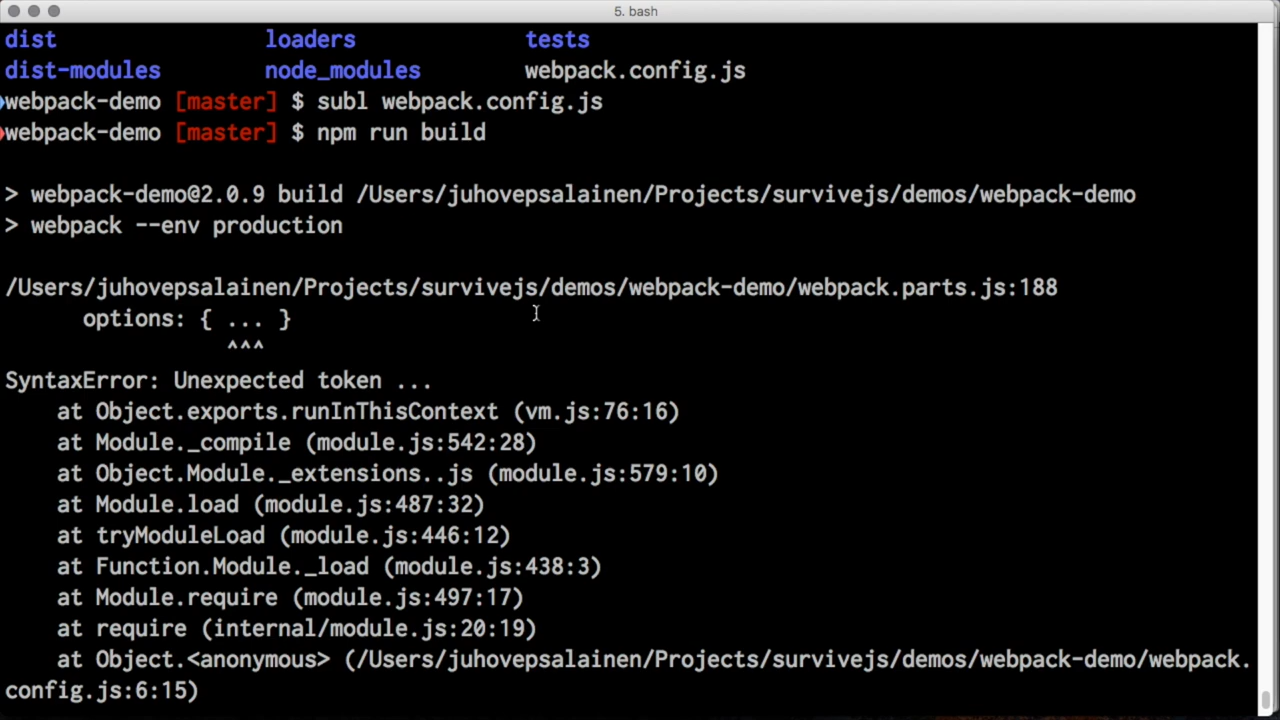 5. bash
dist loaders tests
dist-modules node_modules webpack.config.js
webpack-demo [master] $ subl webpack.config.js
webpack-demo [master] $ npm run build
> webpack-demo@2.0.9 build /Users/juhovepsalainen/Projects/survivejs/demos/webpack-demo
> webpack --env production
/Users/juhovepsalainen/Projects/survivejs/demos/webpack-demo/webpack.parts.js:188
options: { ... }
^^^
SyntaxError: Unexpected token ...
at Object.exports.runInThisContext (vm.js:76:16)
at Module._compile (module.js:542:28)
at Object.Module._extensions..js (module.js:579:10)
at Module.load (module.js:487:32)
at tryModuleLoad (module.js:446:12)
at Function.Module._load (module.js:438:3)
at Module.require (module.js:497:17)
at require (internal/module.js:20:19)
at Object.<anonymous> (/Users/juhovepsalainen/Projects/survivejs/demos/webpack-demo/webpack.
config.js:6:15)